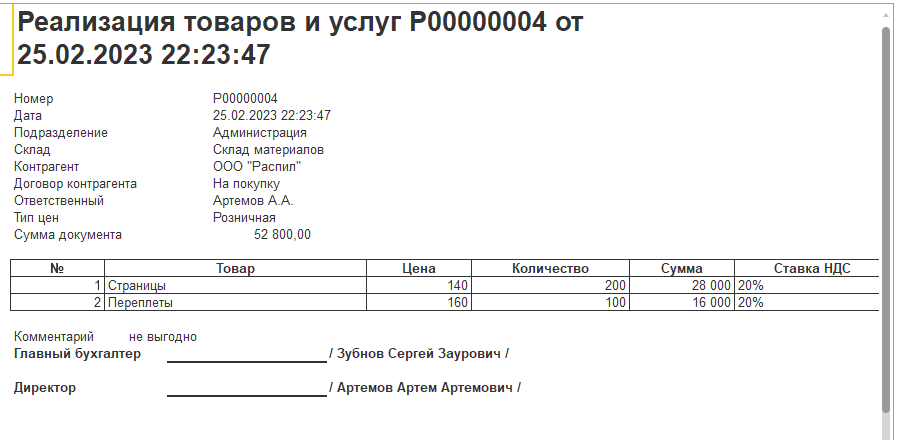 Реализация товаров и услуг Р00000004 от
25.02.2023 22:23:47
Номер Р00000004
Дата 25.02.2023 22:23:47
Подразделение Администрация
Склад Склад материалов
Контрагент ООО "Распил"
Договор контрагента На покупку
Ответственный Артемов А.А.
Тип цен Розничная
Сумма документа 52 800,00
№ Товар Цена Количество Сумма Ставка НДС
1 Страницы 140 200 28 000 20%
2 Переплеты 160 100 16 000 20%
Комментарий не выгодно
Главный бухгалтер / Зубнов Сергей Заурович /
Директор / Артемов Артем Артемович /